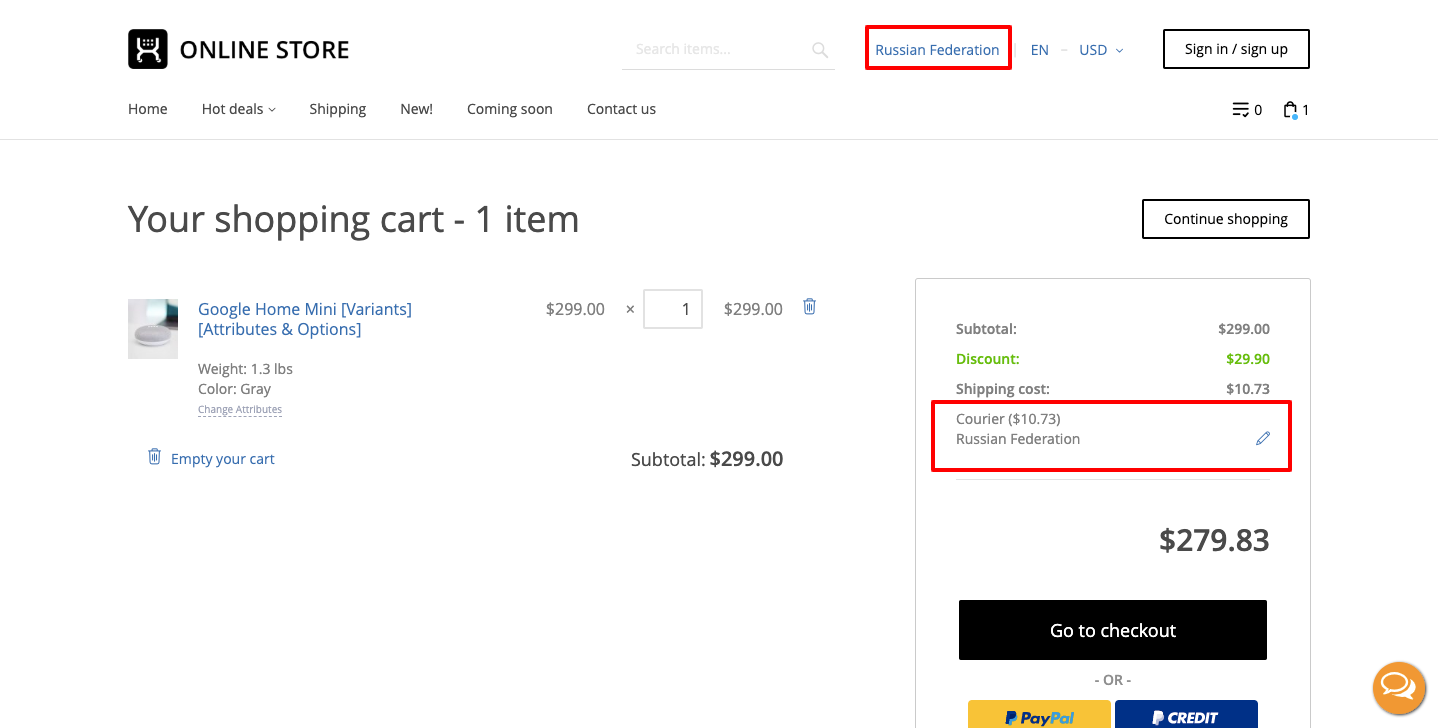 ONLINE STORE
Search items...
Russian Federation
EN
USD
Sign in / sign up
Home
Hot deals
Shipping
New!
Coming soon
Contact us
0
1
Your shopping cart - 1 item
Continue shopping
Google Home Mini [Variants]
[Attributes & Options]
$299.00 × 1 $299.00
Weight: 1.3 lbs
Color: Gray
Change Attributes
Empty your cart
Subtotal: $299.00
Subtotal: $299.00
Discount: $29.90
Shipping cost: $10.73
Courier ($10.73)
Russian Federation
$279.83
Go to checkout
- OR -
PayPal
CREDIT